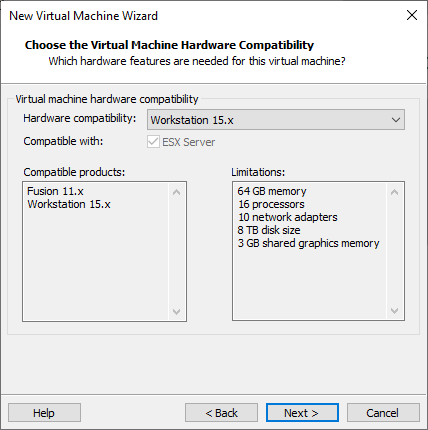 New Virtual Machine Wizard
Choose the Virtual Machine Hardware Compatibility
Which hardware features are needed for this virtual machine?
Virtual machine hardware compatibility
Hardware compatibility:
Workstation 15.x
Compatible with:
ESX Server
Compatible products:
Fusion 11.x
Workstation 15.x
Limitations:
64 GB memory
16 processors
10 network adapters
8 TB disk size
3 GB shared graphics memory
Help
< Back
Next >
Cancel